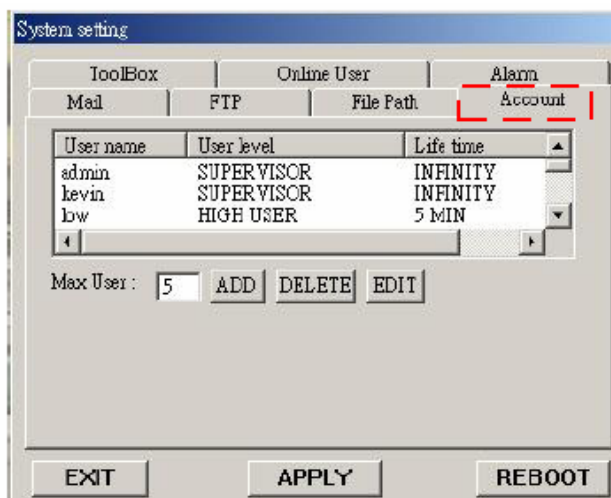 System setting
ToolBox Online User Alarm
Mail FTP File Path Account
User name User level Life time
admin SUPERVISOR INFINITY
kevin SUPERVISOR INFINITY
low HIGH USER 5 MIN
Max User : 5 ADD DELETE EDIT
EXIT APPLY REBOOT